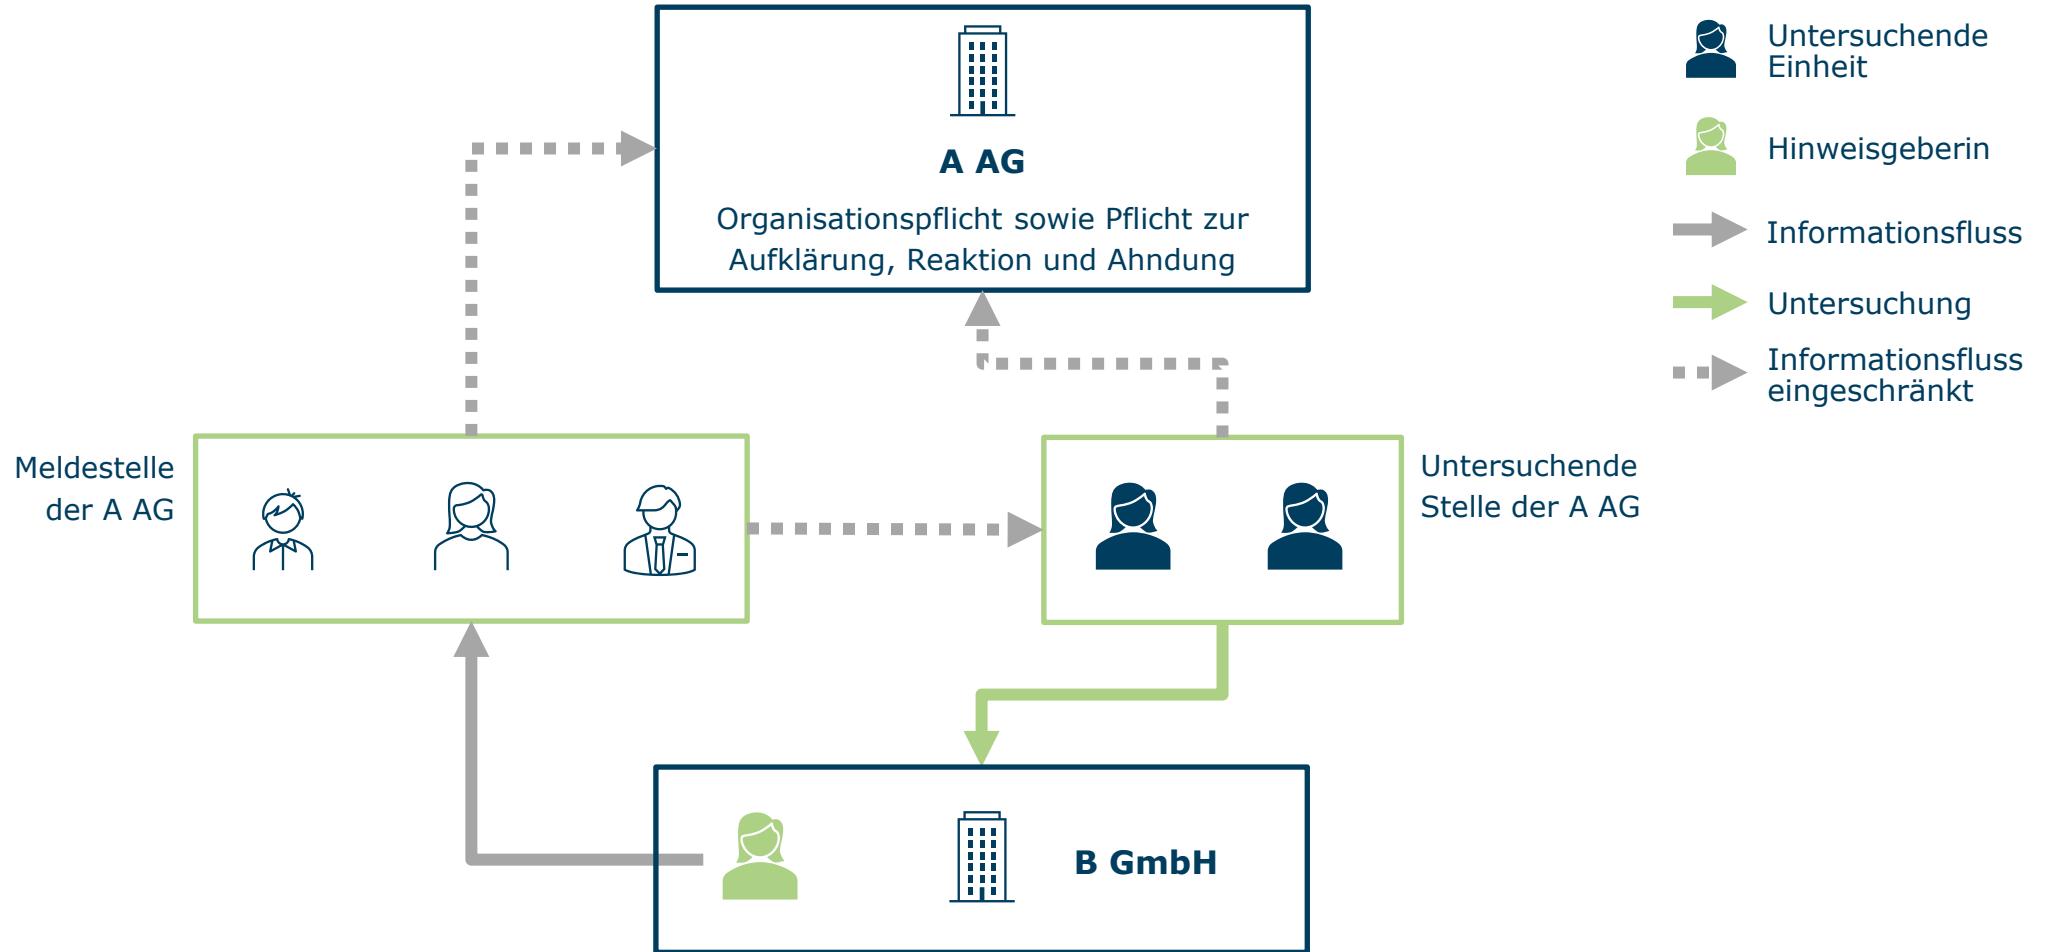 A AG
Organisationspflicht sowie Pflicht zur
Aufklärung, Reaktion und Ahndung
Untersuchende
Einheit
Hinweisgeberin
Informationsfluss
Untersuchung
Informationsfluss
eingeschränkt
Meldestelle
der A AG
Untersuchende
Stelle der A AG
B GmbH